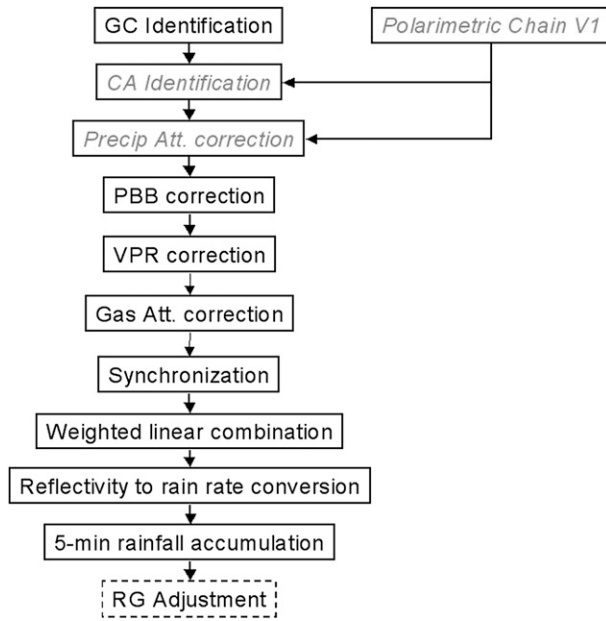 GC Identification
Polarimetric Chain V1
CA Identification
Precip Att. correction
PBB correction
VPR correction
Gas Att. correction
Synchronization
Weighted linear combination
Reflectivity to rain rate conversion
5-min rainfall accumulation
RG Adjustment